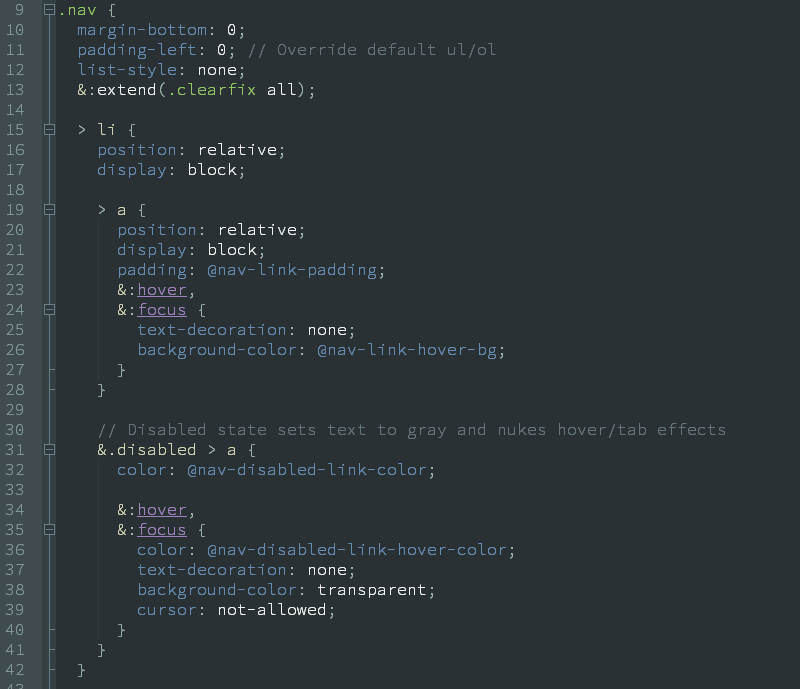 9 .nav {
10   margin-bottom: 0;
11   padding-left: 0; // Override default ul/ol
12   list-style: none;
13   &:extend(.clearfix all);
14
15   > li {
16     position: relative;
17     display: block;
18
19     > a {
20       position: relative;
21       display: block;
22       padding: @nav-link-padding;
23       &:hover,
24       &:focus {
25         text-decoration: none;
26         background-color: @nav-link-hover-bg;
27       }
28     }
29
30     // Disabled state sets text to gray and nukes hover/tab effects
31     &.disabled > a {
32       color: @nav-disabled-link-color;
33
34       &:hover,
35       &:focus {
36         color: @nav-disabled-link-hover-color;
37         text-decoration: none;
38         background-color: transparent;
39         cursor: not-allowed;
40       }
41     }
42   }
43